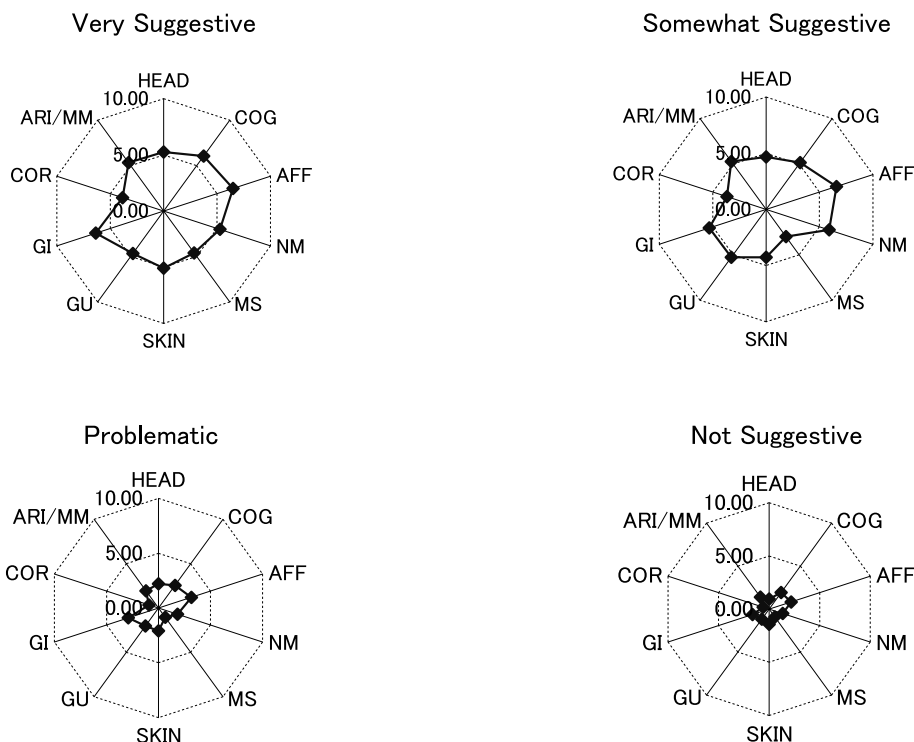 Very Suggestive
HEAD
10.00
ARI/MM
COG
5.00
COR
AFF
0.00
GI
NM
GU
MS
SKIN
Somewhat Suggestive
HEAD
10.00
ARI/MM
COG
5.00
COR
AFF
0.00
GI
NM
GU
MS
SKIN
Problematic
HEAD
10.00
ARI/MM
COG
5.00
COR
AFF
0.00
GI
NM
GU
MS
SKIN
Not Suggestive
HEAD
10.00
ARI/MM
COG
5.00
COR
AFF
0.00
GI
NM
GU
MS
SKIN